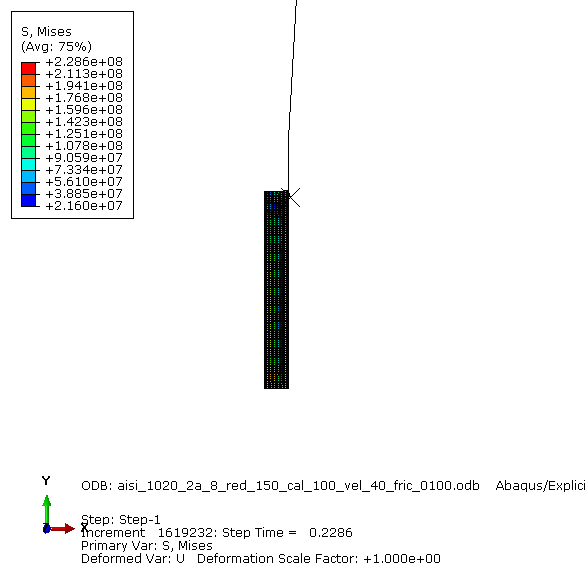 S, Mises
(Avg: 75%)
+2.286e+08
+2.113e+08
+1.941e+08
+1.768e+08
+1.596e+08
+1.423e+08
+1.251e+08
+1.078e+08
+9.059e+07
+7.334e+07
+5.610e+07
+3.885e+07
+2.160e+07
Y
X
ODB: aisi_1020_2a_8_red_150_cal_100_vel_40_fric_0100.odb Abaqus/Explici
Step: Step-1
Increment 1619232: Step Time = 0.2286
Primary Var: S, Mises
Deformed Var: U Deformation Scale Factor: +1.000e+00